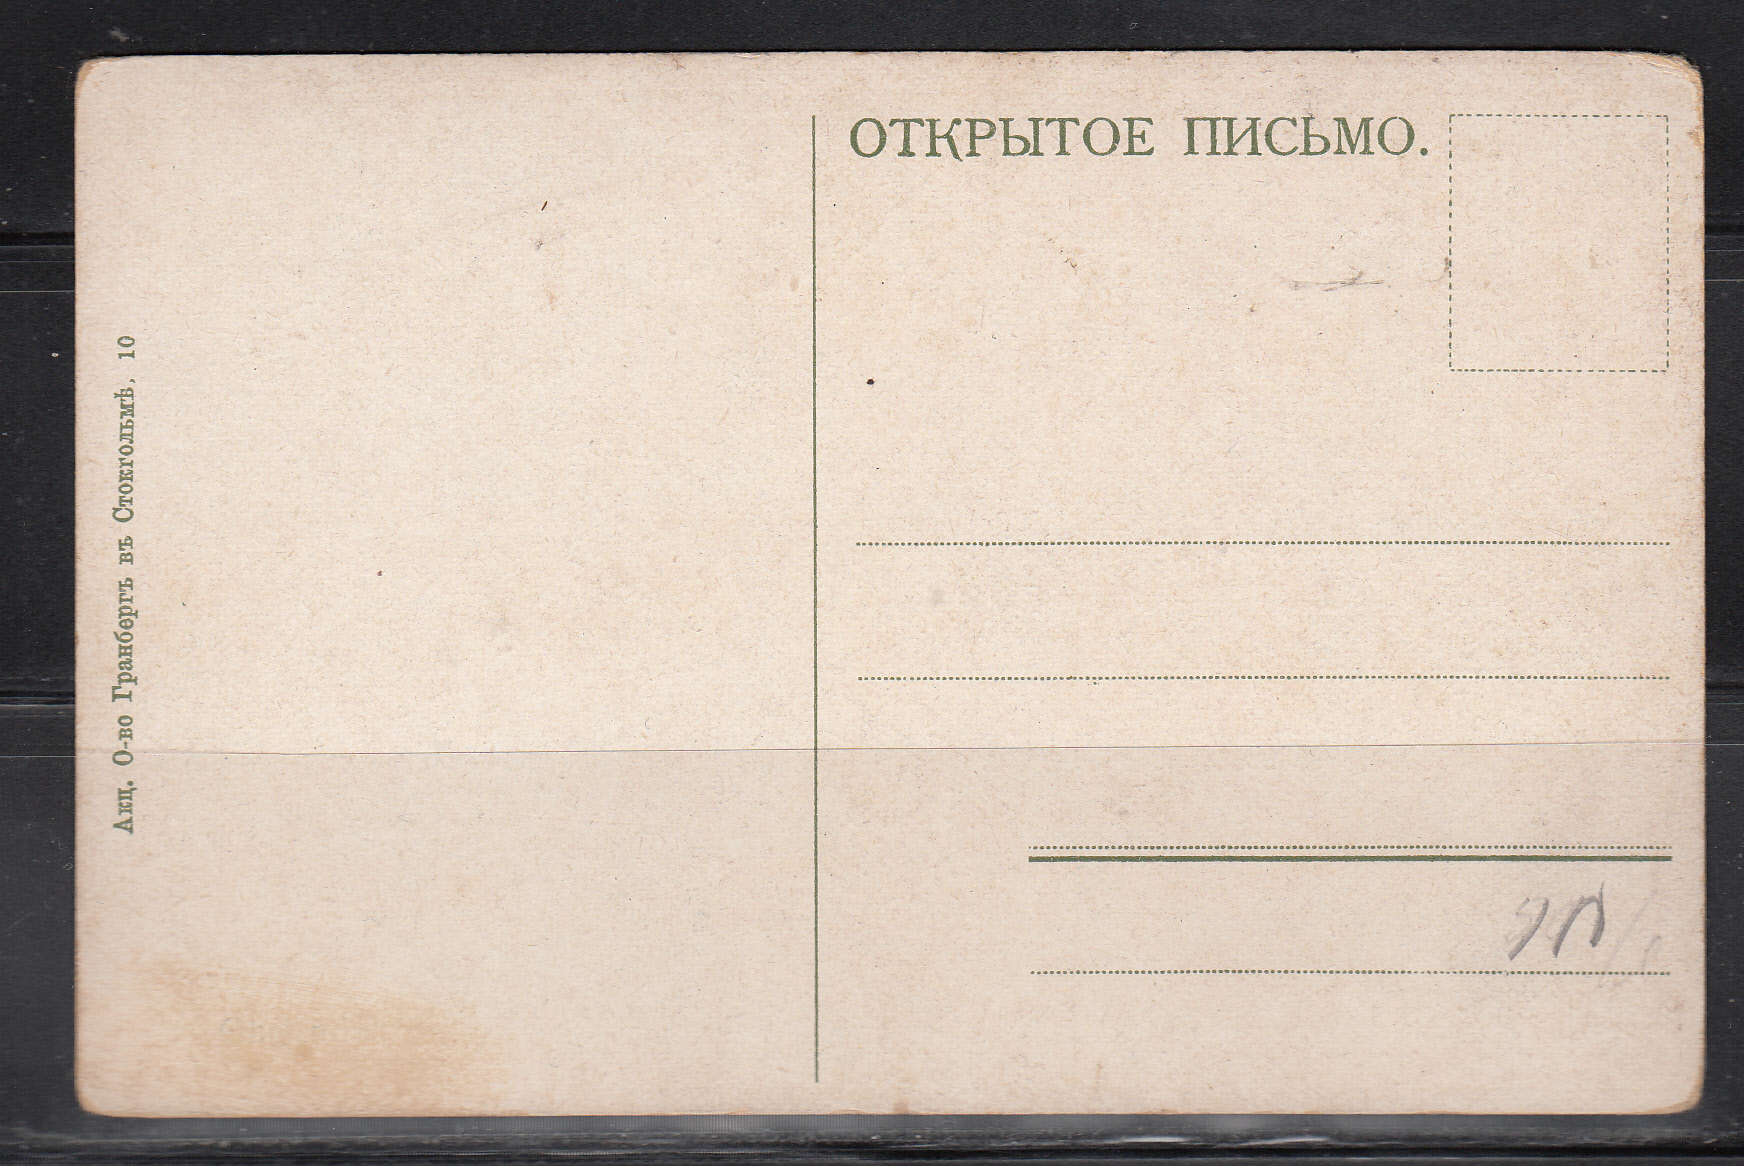 ОТКРЫТОЕ ПИСЬМО.
Акц. О-во Гранбергъ въ Стокгольмѣ, 10